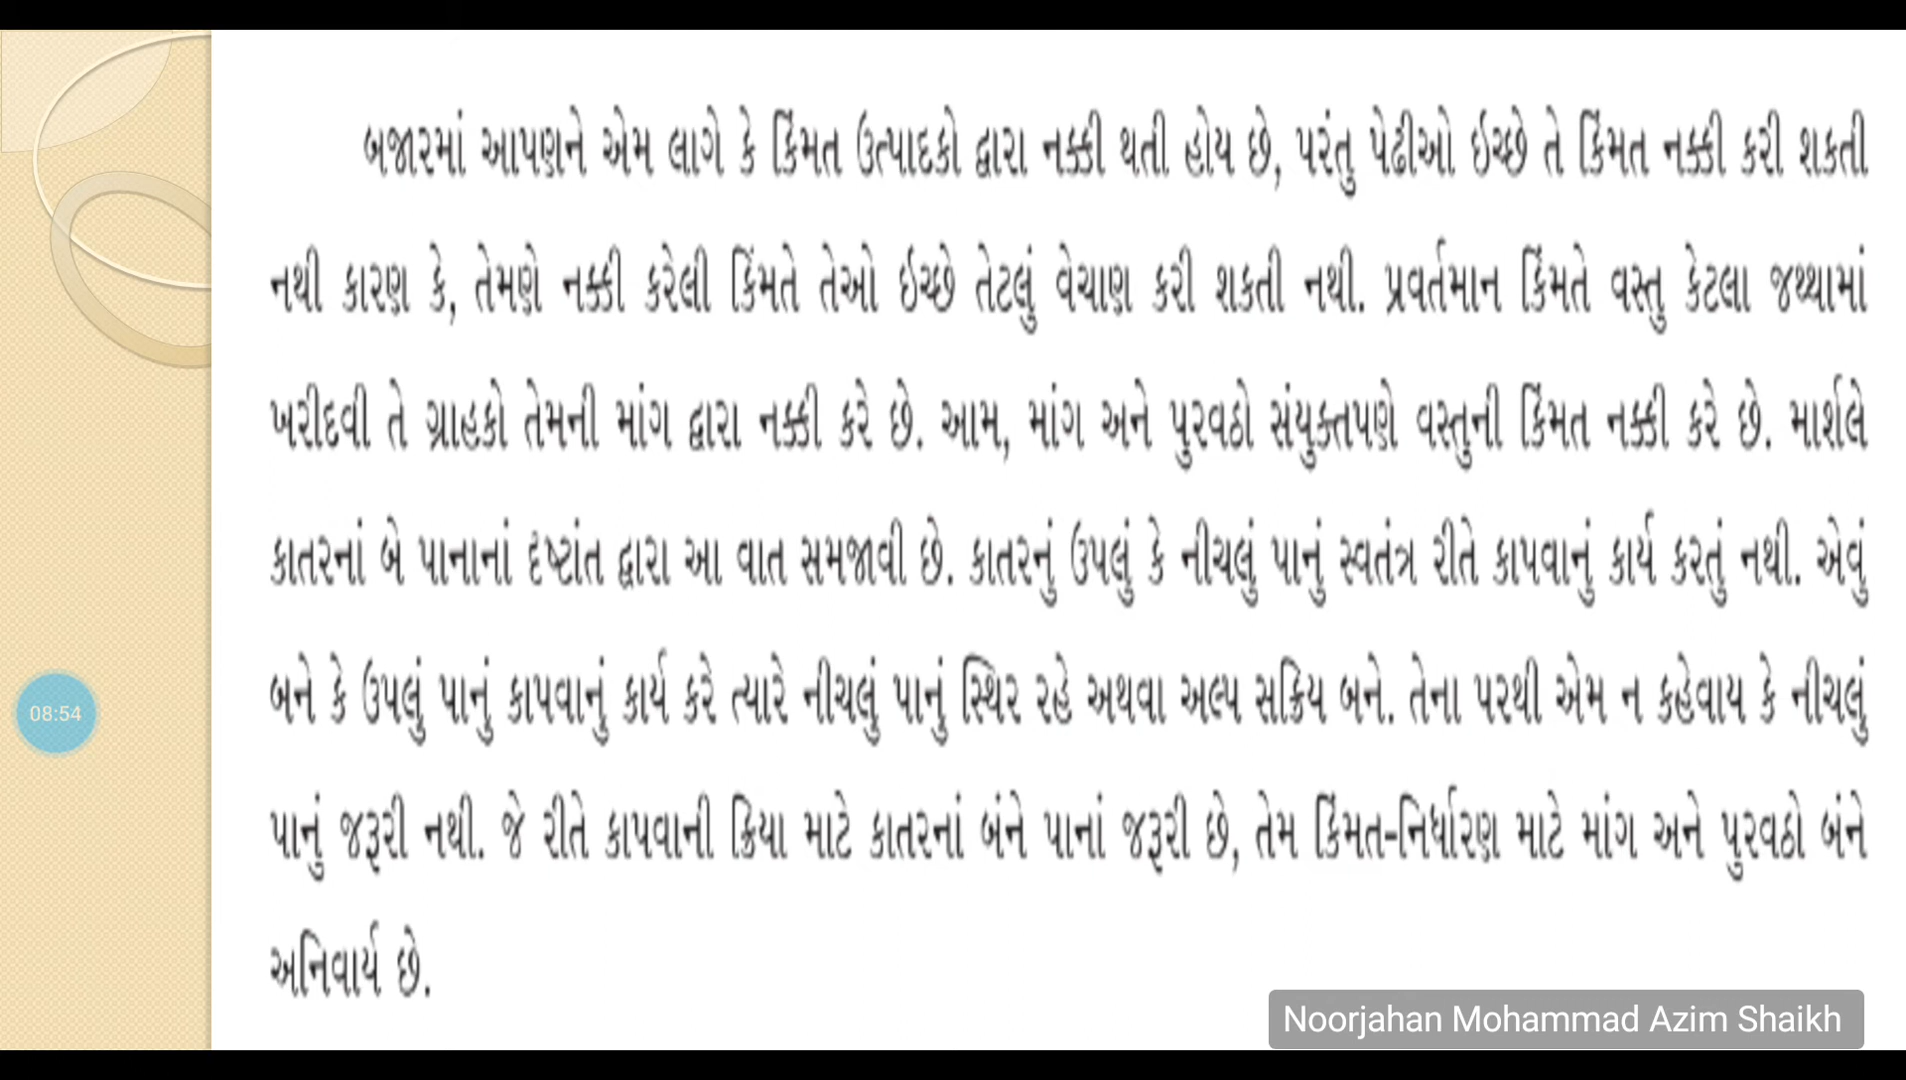 બજારમાં આપણને એમ લાગે કે કિંમત ઉત્પાદકો દ્વારા નક્કી થતી હોય છે, પરંતુ પેઢીઓ ઇચ્છે તે કિંમત નક્કી કરી શકતી
નથી કારણ કે, તેમણે નક્કી કરેલી કિંમતે તેઓ ઇચ્છે તેટલું વેચાણ કરી શકતી નથી. પ્રવર્તમાન કિંમતે વસ્તુ કેટલા જથ્થામાં
ખરીદવી તે ગ્રાહકો તેમની માંગ દ્વારા નક્કી કરે છે. આમ, માંગ અને પુરવઠો સંયુક્તપણે વસ્તુની કિંમત નક્કી કરે છે. માર્શલે
કાતરનાં બે પાનાનાં દૃષ્ટાંત દ્વારા આ વાત સમજાવી છે. કાતરનું ઉપલું કે નીચલું પાનું સ્વતંત્ર રીતે કાપવાનું કાર્ય કરતું નથી. એવું
08:54
બને કે ઉપલું પાનું કાપવાનું કાર્ય કરે ત્યારે નીચલું પાનું સ્થિર રહે અથવા અલ્પ સક્રિય બને. તેના પરથી એમ ન કહેવાય કે નીચલું
પાનું જરૂરી નથી. જે રીતે કાપવાની ક્રિયા માટે કાતરનાં બંને પાનાં જરૂરી છે, તેમ કિંમત-નિર્ધારણ માટે માંગ અને પુરવઠો બંને
અનિવાર્ય છે.
Noorjahan Mohammad Azim Shaikh